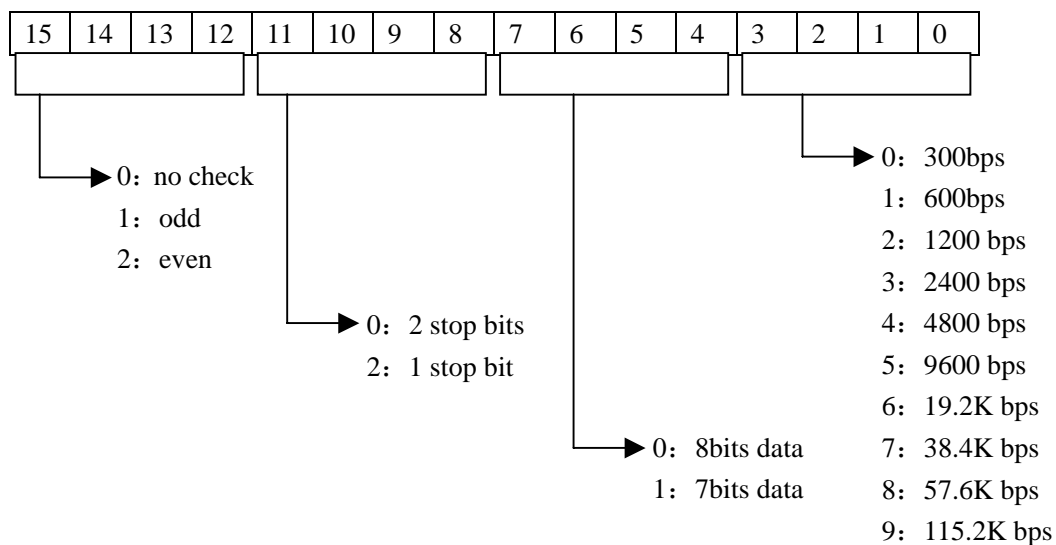 15 14 13 12 11 10 9 8 7 6 5 4 3 2 1 0
0：no check
1：odd
2：even
0：2 stop bits
2：1 stop bit
0：8bits data
1：7bits data
0：300bps
1：600bps
2：1200 bps
3：2400 bps
4：4800 bps
5：9600 bps
6：19.2K bps
7：38.4K bps
8：57.6K bps
9：115.2K bps